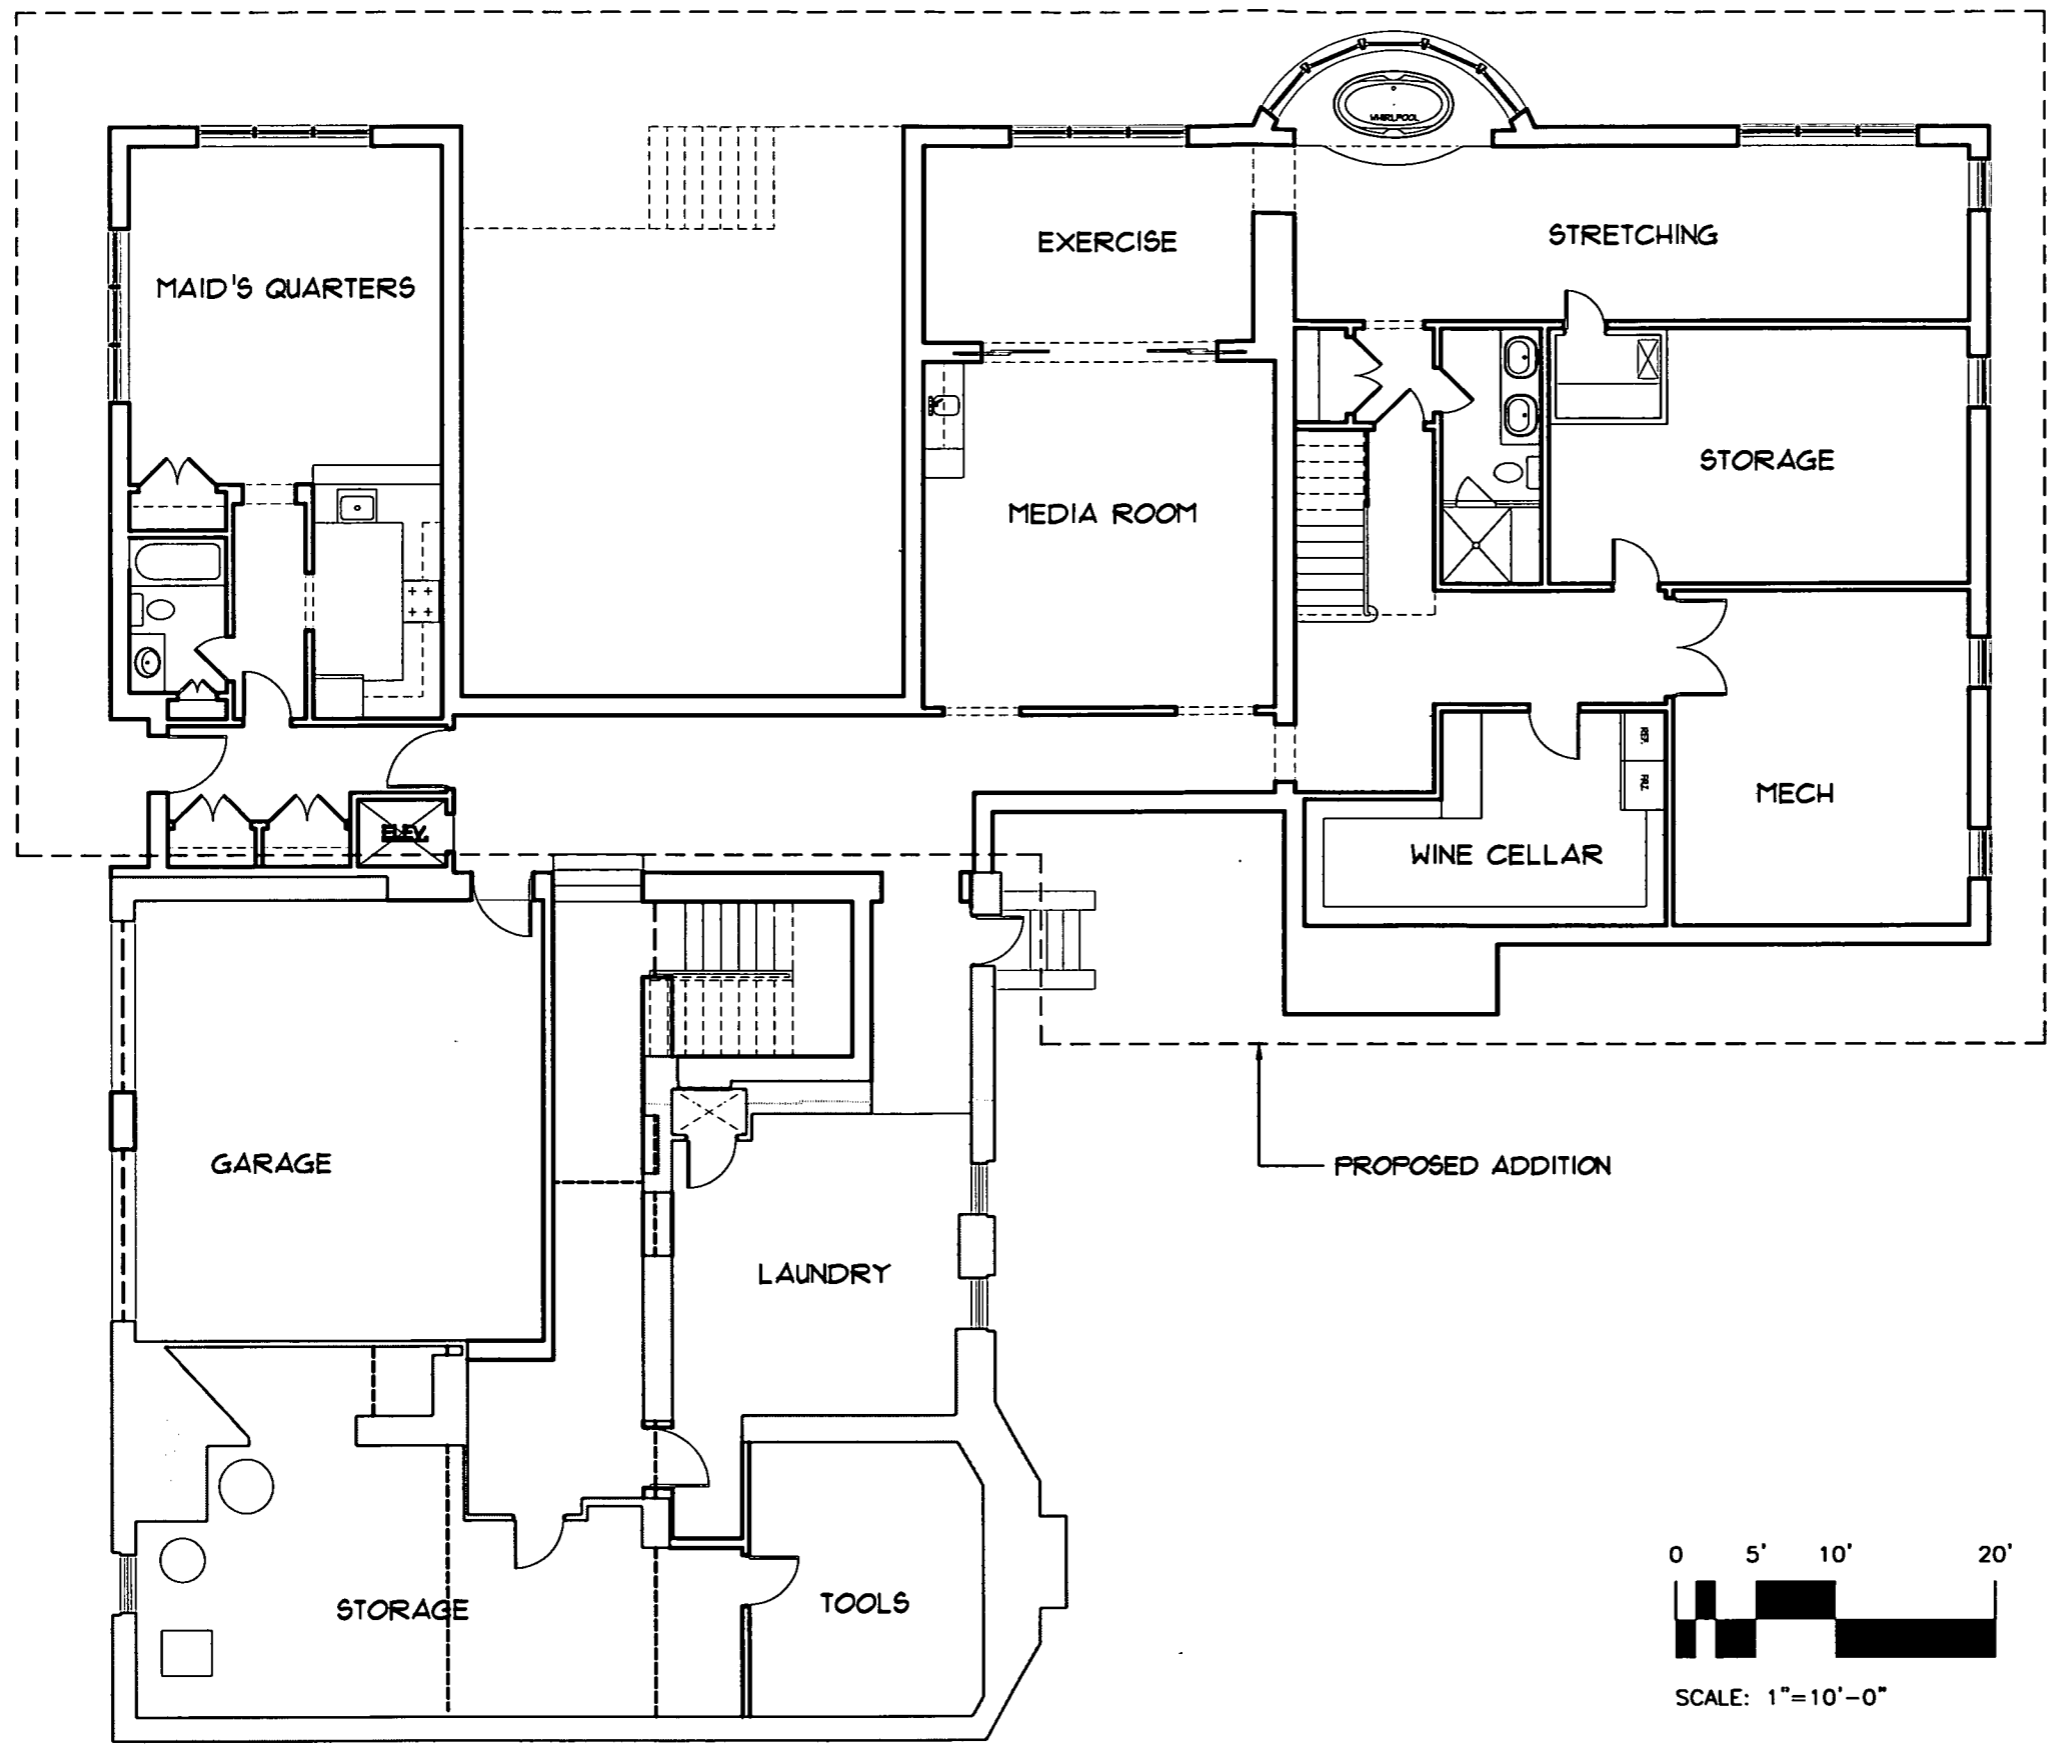 WHIRLPOOL
STRETCHING
EXERCISE
MAID'S QUARTERS
STORAGE
MEDIA ROOM
REF.
FRZ.
MECH
ELEV.
WINE CELLAR
GARAGE
PROPOSED ADDITION
LAUNDRY
0 5' 10' 20'
TOOLS
STORAGE
SCALE: 1"=10'-0"